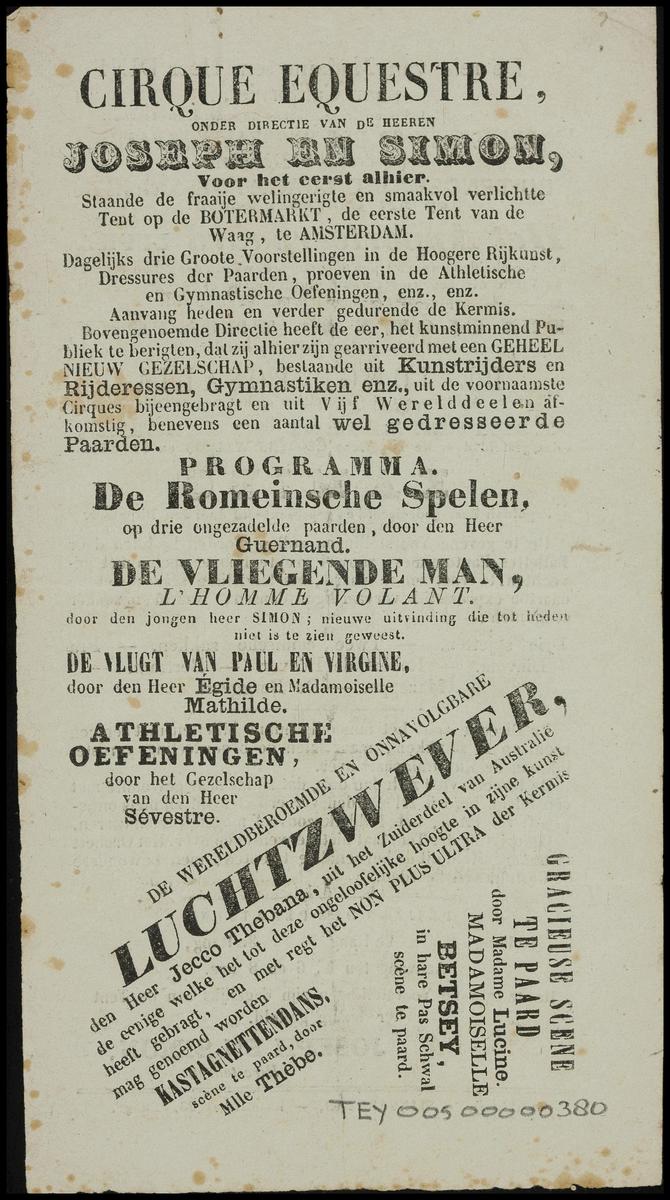 CIRQUE EQUESTRE,
ONDER DIRECTIE VAN DE HEEREN
JOSEPH EN SIMON,
Voor het eerst alhier.
Staande de fraaije welingerigte en smaakvol verlichtte
Tent op de BOTERMARKT, de eerste Tent van de
Waag, te AMSTERDAM.
Dagelijks drie Groote Voorstellingen in de Hoogere Rijkunst,
Dressures der Paarden, proeven in de Athletische
en Gymnastische Oefeningen, enz., enz.
Aanvang heden en verder gedurende de Kermis.
Bovengenoemde Directie heeft de eer, het kunstminnend Pu-
bliek te berigten, dat zij alhier zijn gearriveerd met een GEHEEL
NIEUW GEZELSCHAP, bestaande uit Kunstrijders en
Rijderessen, Gymnastiken enz., uit de voornaamste
Cirques bijeengebragt en uit Vijf Werelddeelen af-
komstig, benevens een aantal wel gedresseerde
Paarden.
PROGRAMMA.
De Romeinsche Spelen,
op drie ongezadelde paarden, door den Heer
Guernand.
DE VLIEGENDE MAN,
L'HOMME VOLANT.
door den jongen heer SIMON; nieuwe uitvinding die tot heden
niet is te zien geweest.
DE VLUGT VAN PAUL EN VIRGINE,
door den Heer Égide en Madamoiselle
Mathilde.
ATHLETISCHE
OEFENINGEN,
door het Gezelschap
van den Heer
Sévestre.
DE WERELDBEROEMDE EN ONNAVOLGBARE
LUCHTZWEVER,
den Heer Jecco Thebana, uit het Zuiderdeel van Australie
de eenige welke het tot deze ongeloofelijke hoogte in zijne kunst
heeft gebragt, en met regt het NON PLUS ULTRA der Kermis
mag genoemd worden
KASTAGNETTENDANS,
scène te paard, door
Mlle Thèbe.
GRACIEUSE SCENE
TE PAARD
door Madame Lucine.
MADAMOISELLE
BETSEY,
in hare Pas Schwal
scène te paard.
TEY 005 00000380